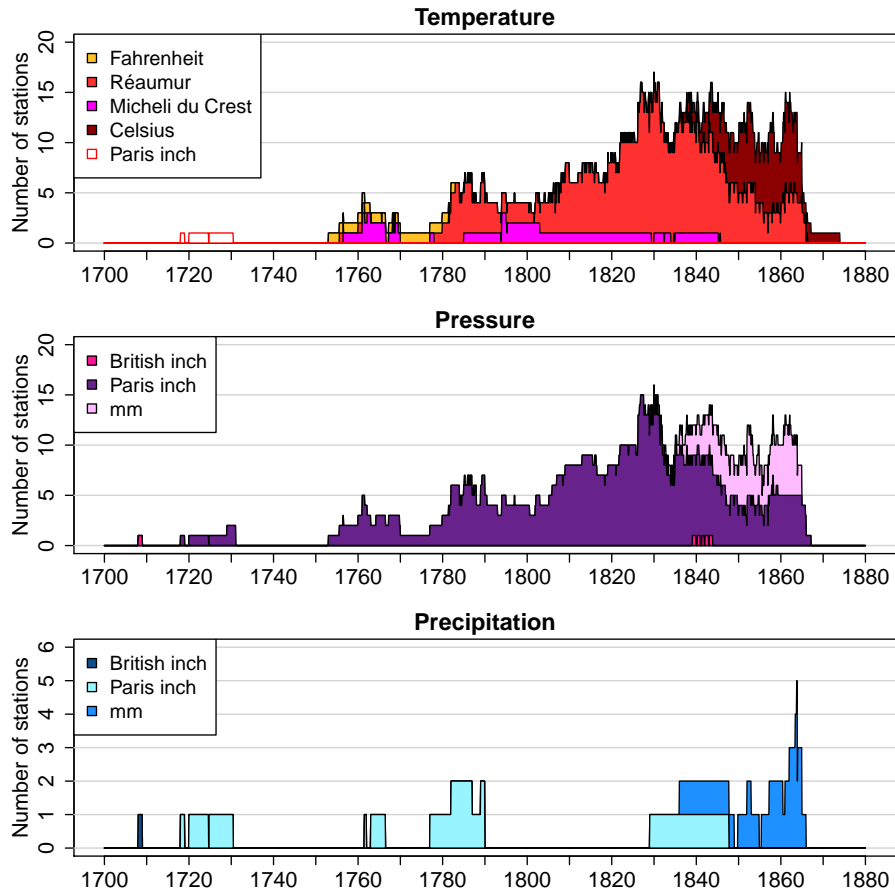 Temperature
Number of stations
0 5 10 15 20
Fahrenheit
Réaumur
Micheli du Crest
Celsius
Paris inch
1700 1720 1740 1760 1780 1800 1820 1840 1860 1880
Pressure
Number of stations
0 5 10 15 20
British inch
Paris inch
mm
1700 1720 1740 1760 1780 1800 1820 1840 1860 1880
Precipitation
Number of stations
0 1 2 3 4 5 6
British inch
Paris inch
mm
1700 1720 1740 1760 1780 1800 1820 1840 1860 1880